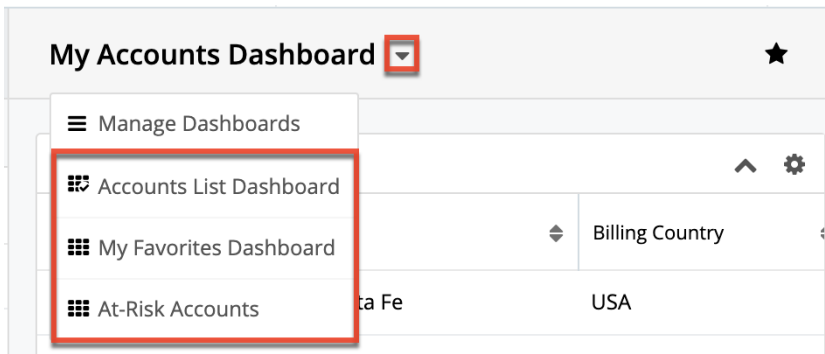 My Accounts Dashboard
Manage Dashboards
Accounts List Dashboard
My Favorites Dashboard
Billing Country
At-Risk Accounts
ta Fe
USA